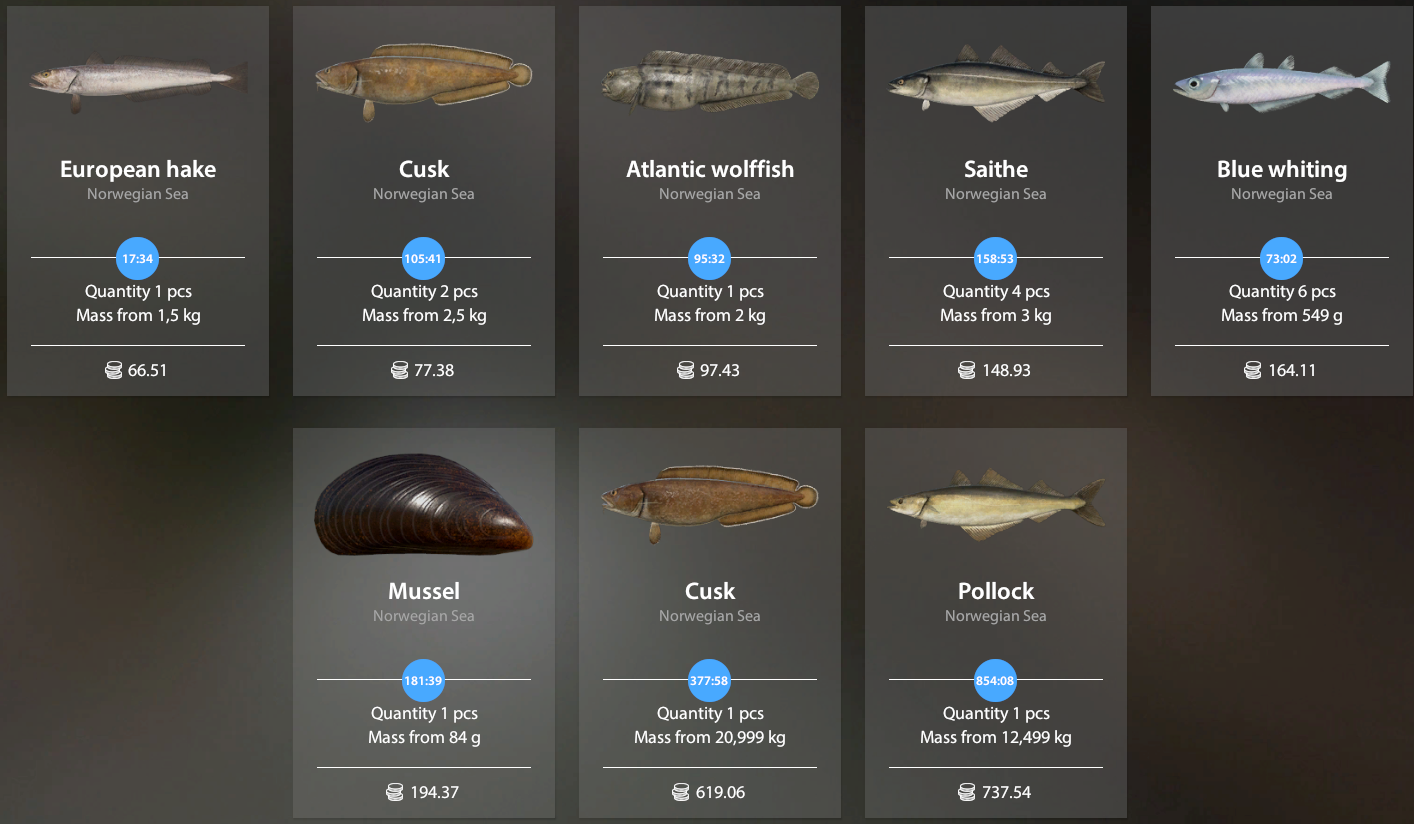 European hake
Norwegian Sea
17:34
Quantity 1 pcs
Mass from 1,5 kg
66.51
Cusk
Norwegian Sea
105:41
Quantity 2 pcs
Mass from 2,5 kg
77.38
Atlantic wolffish
Norwegian Sea
95:32
Quantity 1 pcs
Mass from 2 kg
97.43
Saithe
Norwegian Sea
158:53
Quantity 4 pcs
Mass from 3 kg
148.93
Blue whiting
Norwegian Sea
73:02
Quantity 6 pcs
Mass from 549 g
164.11
Mussel
Norwegian Sea
181:39
Quantity 1 pcs
Mass from 84 g
194.37
Cusk
Norwegian Sea
377:58
Quantity 1 pcs
Mass from 20,999 kg
619.06
Pollock
Norwegian Sea
854:08
Quantity 1 pcs
Mass from 12,499 kg
737.54